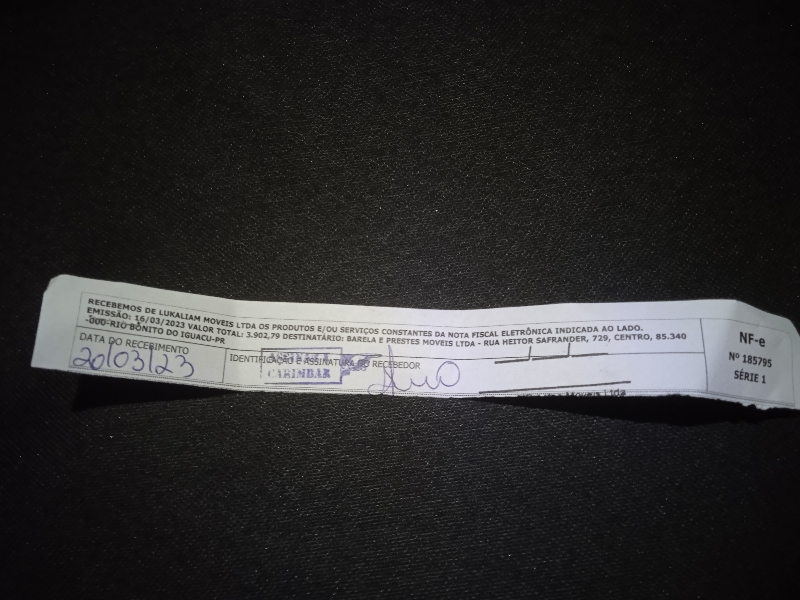 RECEBEMOS DE LUKALIAM MOVEIS LTDA OS PRODUTOS E/OU SERVIÇOS CONSTANTES DA NOTA FISCAL ELETRÔNICA INDICADA AO LADO.
EMISSÃO: 16/03/2023 VALOR TOTAL: 3.902,79 DESTINATÁRIO: BARELA E PRESTES MOVEIS LTDA - RUA HEITOR SAFRANDER, 729, CENTRO, 85.340
-000-RIO BONITO DO IGUACU-PR
DATA DO RECEBIMENTO
20/03/23
IDENTIFICAÇÃO E ASSINATURA DO RECEBEDOR
CARIMBAR
Moveis Ltda
NF-e
Nº 185795
SÉRIE 1